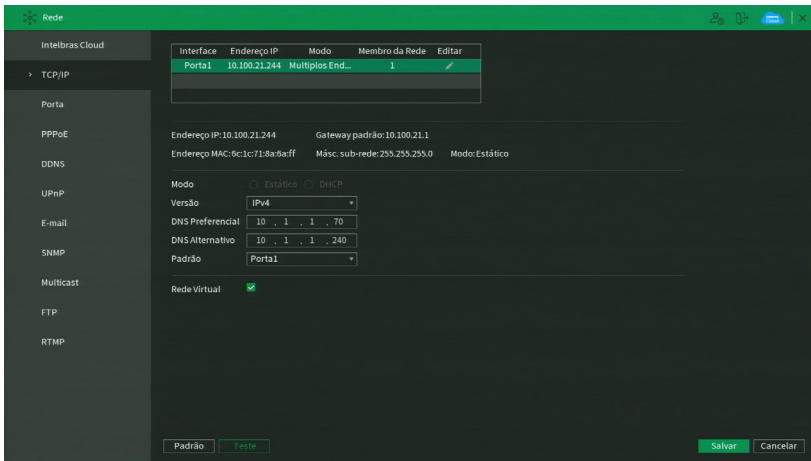 Rede
Intelbras Cloud
TCP/IP
Porta
PPPoE
DDNS
UPnP
E-mail
SNMP
Multicast
FTP
RTMP
Interface Endereço IP Modo Membro da Rede Editar
Porta1 10.100.21.244 Multiplos End... 1
Endereço IP:10.100.21.244 Gateway padrão:10.100.21.1
Endereço MAC:6c:1c:71:8a:6a:ff Másc. sub-rede:255.255.255.0 Modo:Estático
Modo Estático DHCP
Versão IPv4
DNS Preferencial 10 . 1 . 1 . 70
DNS Alternativo 10 . 1 . 1 . 240
Padrão Porta1
Rede Virtual
Padrão Teste Salvar Cancelar